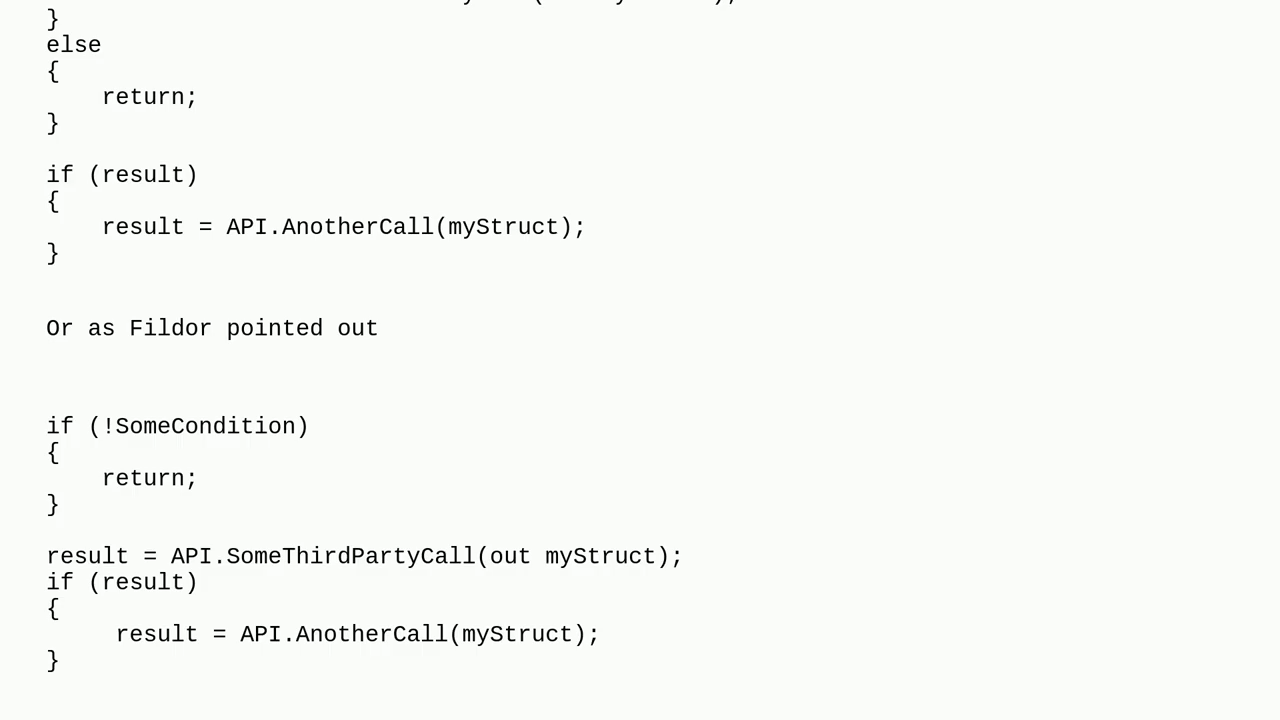 }
else
{
    return;
}
if (result)
{
    result = API.AnotherCall(myStruct);
}
Or as Fildor pointed out
if (!SomeCondition)
{
    return;
}
result = API.SomeThirdPartyCall(out myStruct);
if (result)
{
     result = API.AnotherCall(myStruct);
}